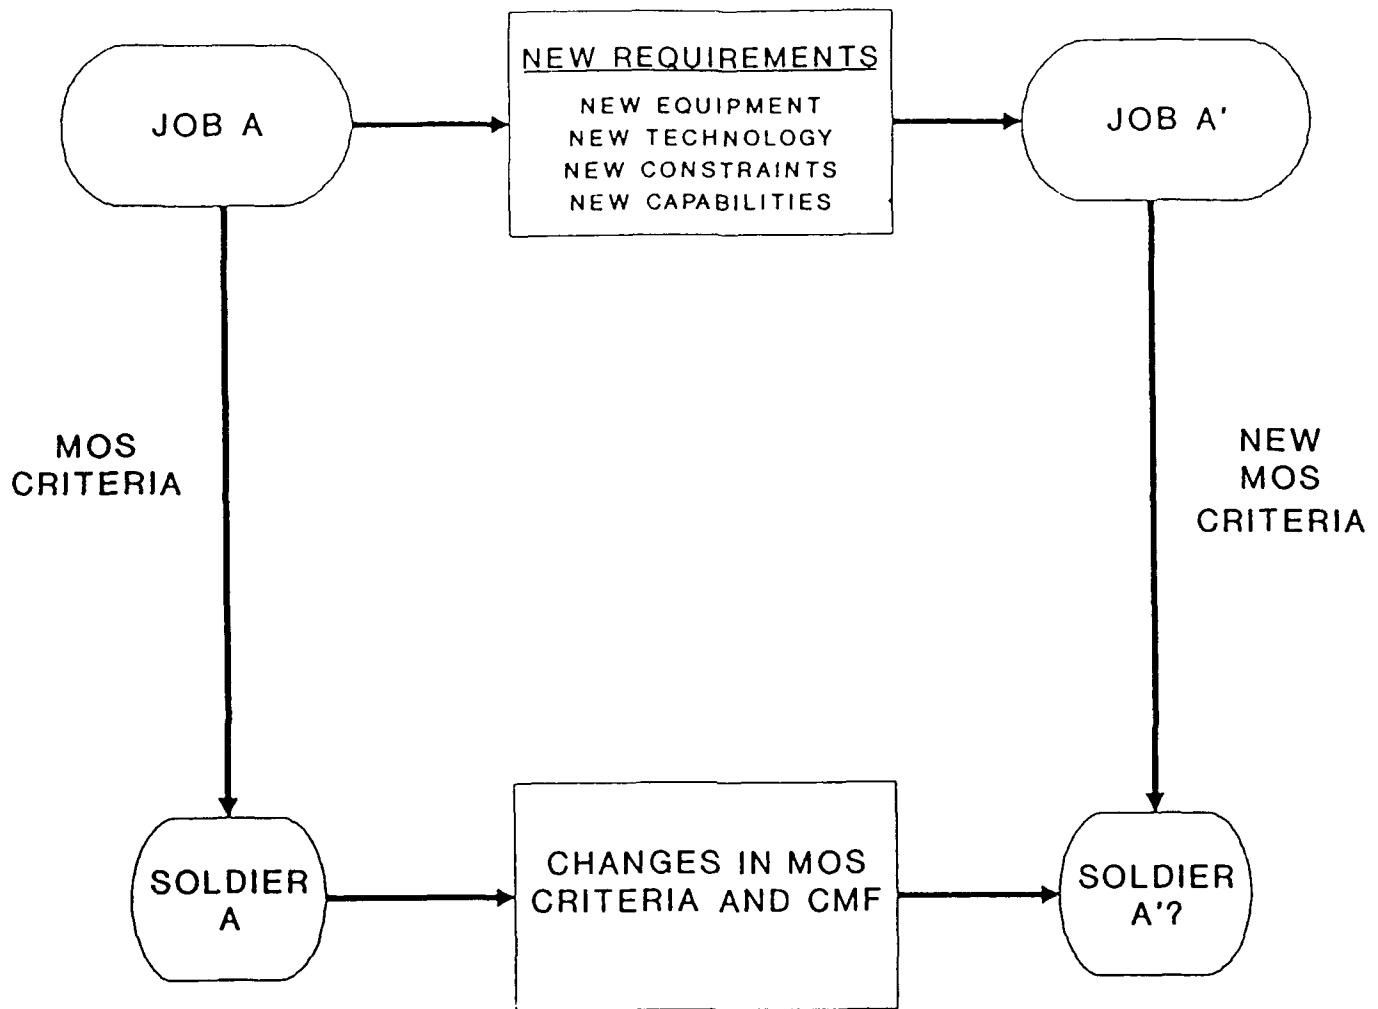 JOB A
NEW REQUIREMENTS
NEW EQUIPMENT
NEW TECHNOLOGY
NEW CONSTRAINTS
NEW CAPABILITIES
JOB A'
MOS
CRITERIA
NEW
MOS
CRITERIA
SOLDIER
A
CHANGES IN MOS
CRITERIA AND CMF
SOLDIER
A'?